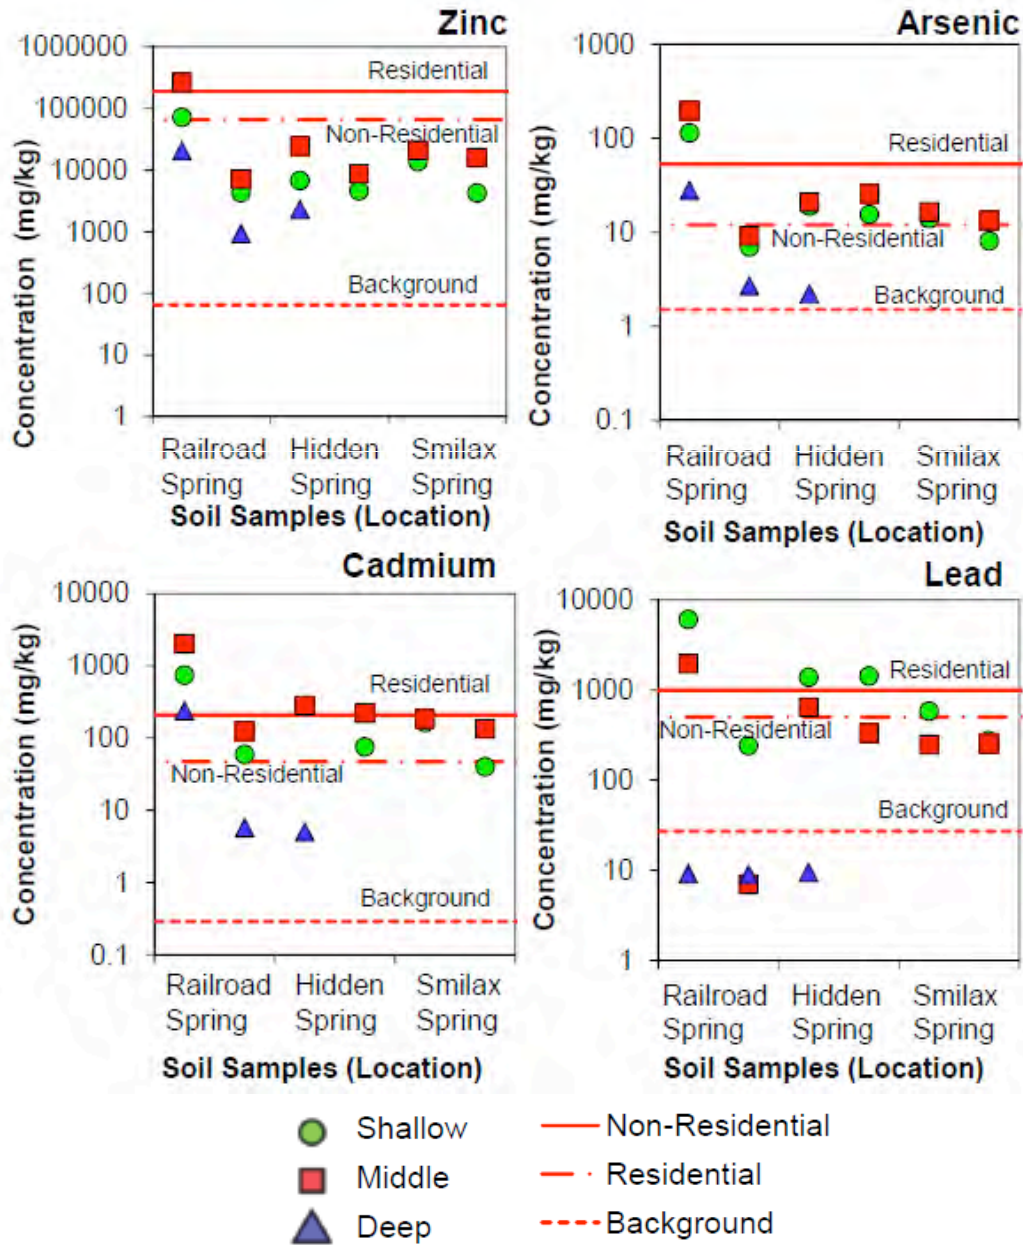 Zinc
1000000
100000
10000
1000
100
10
1
Concentration (mg/kg)
Residential
Non-Residential
Background
Railroad Spring
Hidden Spring
Smilax Spring
Soil Samples (Location)
Arsenic
1000
100
10
1
0.1
Concentration (mg/kg)
Residential
Non-Residential
Background
Railroad Spring
Hidden Spring
Smilax Spring
Soil Samples (Location)
Cadmium
10000
1000
100
10
1
0.1
Concentration (mg/kg)
Residential
Non-Residential
Background
Railroad Spring
Hidden Spring
Smilax Spring
Soil Samples (Location)
Lead
10000
1000
100
10
1
Concentration (mg/kg)
Residential
Non-Residential
Background
Railroad Spring
Hidden Spring
Smilax Spring
Soil Samples (Location)
Shallow
Middle
Deep
Non-Residential
Residential
Background